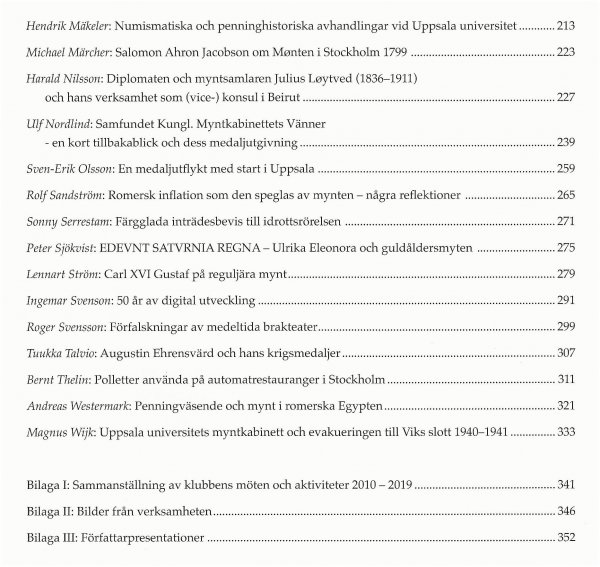 Hendrik Mäkeler: Numismatiska och penninghistoriska avhandlingar vid Uppsala universitet ............ 213
Michael Märcher: Salomon Ahron Jacobson om Mønten i Stockholm 1799 ............ 223
Harald Nilsson: Diplomaten och myntsamlaren Julius Løytved (1836–1911)
och hans verksamhet som (vice-) konsul i Beirut ............ 227
Ulf Nordlind: Samfundet Kungl. Myntkabinettets Vänner
- en kort tillbakablick och dess medaljutgivning ............ 239
Sven-Erik Olsson: En medaljutflykt med start i Uppsala ............ 259
Rolf Sandström: Romersk inflation som den speglas av mynten – några reflektioner ............ 265
Sonny Serrestam: Färgglada inträdesbevis till idrottsrörelsen ............ 271
Peter Sjökvist: EDEVNT SATVRNIA REGNA – Ulrika Eleonora och guldåldersmyten ............ 275
Lennart Ström: Carl XVI Gustaf på reguljära mynt ............ 279
Ingemar Svenson: 50 år av digital utveckling ............ 291
Roger Svensson: Förfalskningar av medeltida brakteater ............ 299
Tuukka Talvio: Augustin Ehrensvärd och hans krigsmedaljer ............ 307
Bernt Thelin: Polletter använda på automatrestauranger i Stockholm ............ 311
Andreas Westermark: Penningväsende och mynt i romerska Egypten ............ 321
Magnus Wijk: Uppsala universitets myntkabinett och evakueringen till Viks slott 1940–1941 ............ 333
Bilaga I: Sammanställning av klubbens möten och aktiviteter 2010 – 2019 ............ 341
Bilaga II: Bilder från verksamheten ............ 346
Bilaga III: Författarpresentationer ............ 352